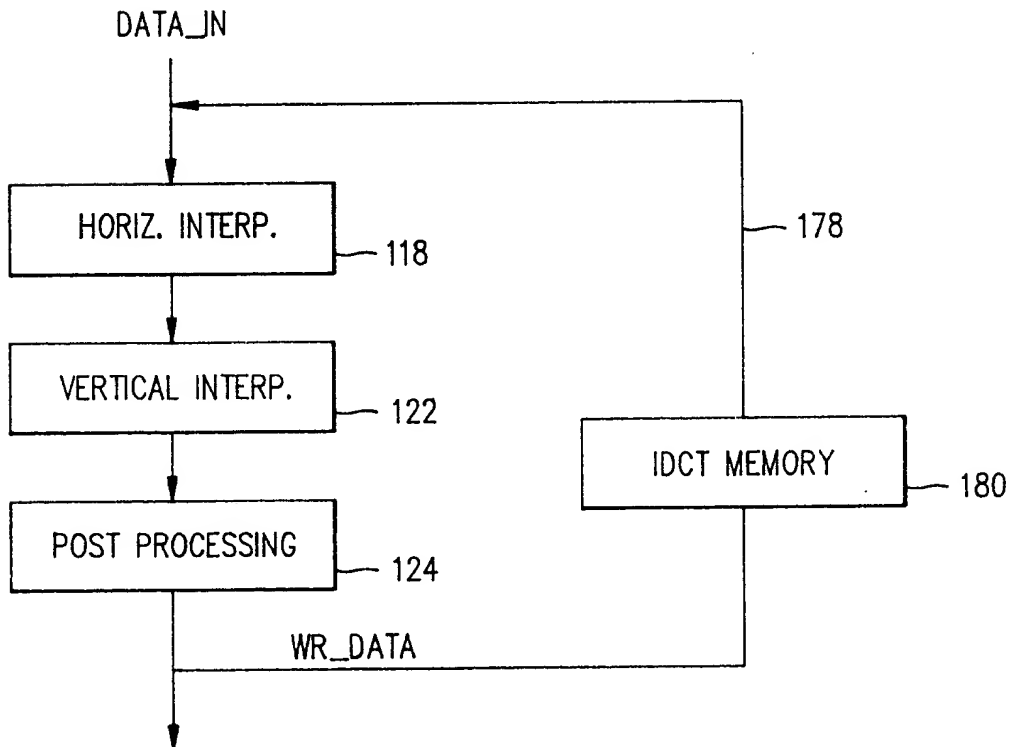 DATA_IN
HORIZ. INTERP.
118
178
VERTICAL INTERP.
122
IDCT MEMORY
180
POST PROCESSING
124
WR_DATA